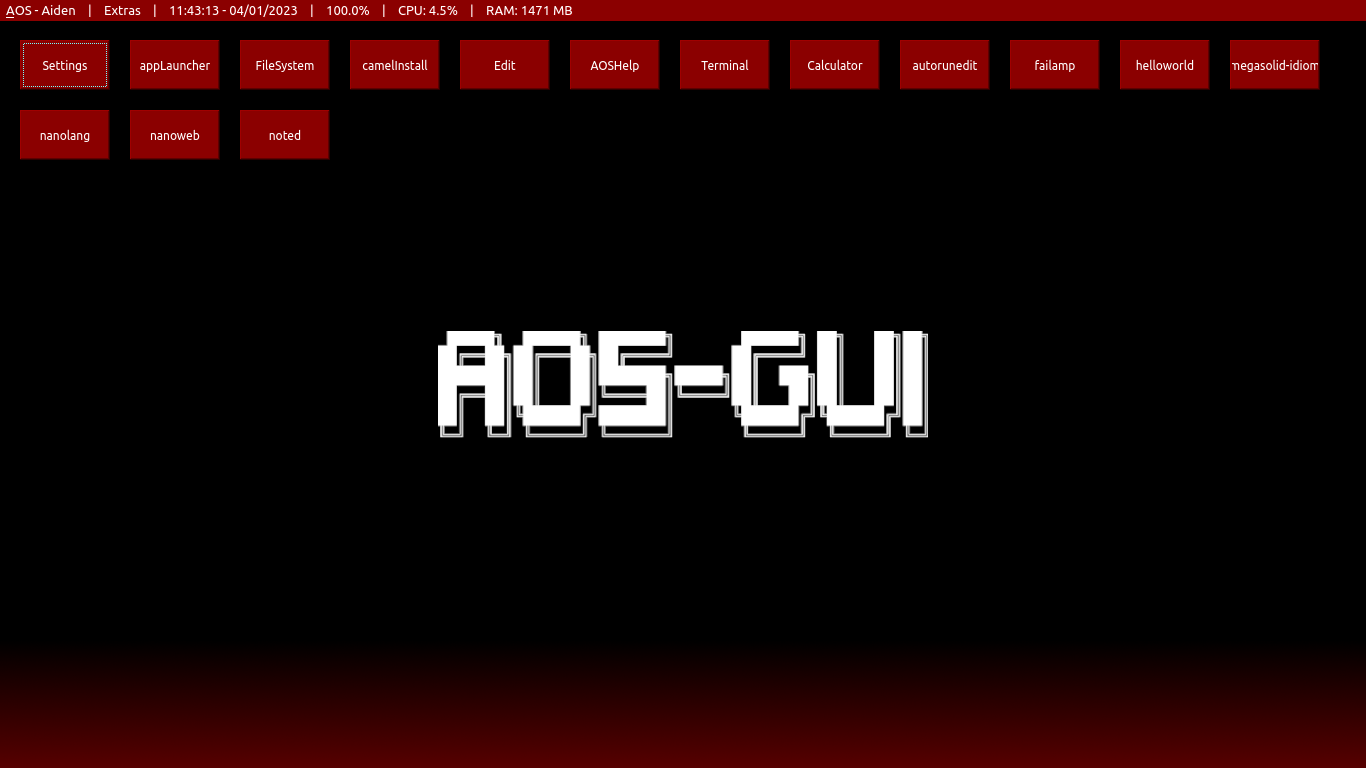 AOS - Aiden | Extras | 11:43:13 - 04/01/2023 | 100.0% | CPU: 4.5% | RAM: 1471 MB
Settings appLauncher FileSystem camelInstall Edit AOSHelp Terminal Calculator autorunedit failamp helloworld megasolid-idiom
nanolang nanoweb noted
AOS-GUI